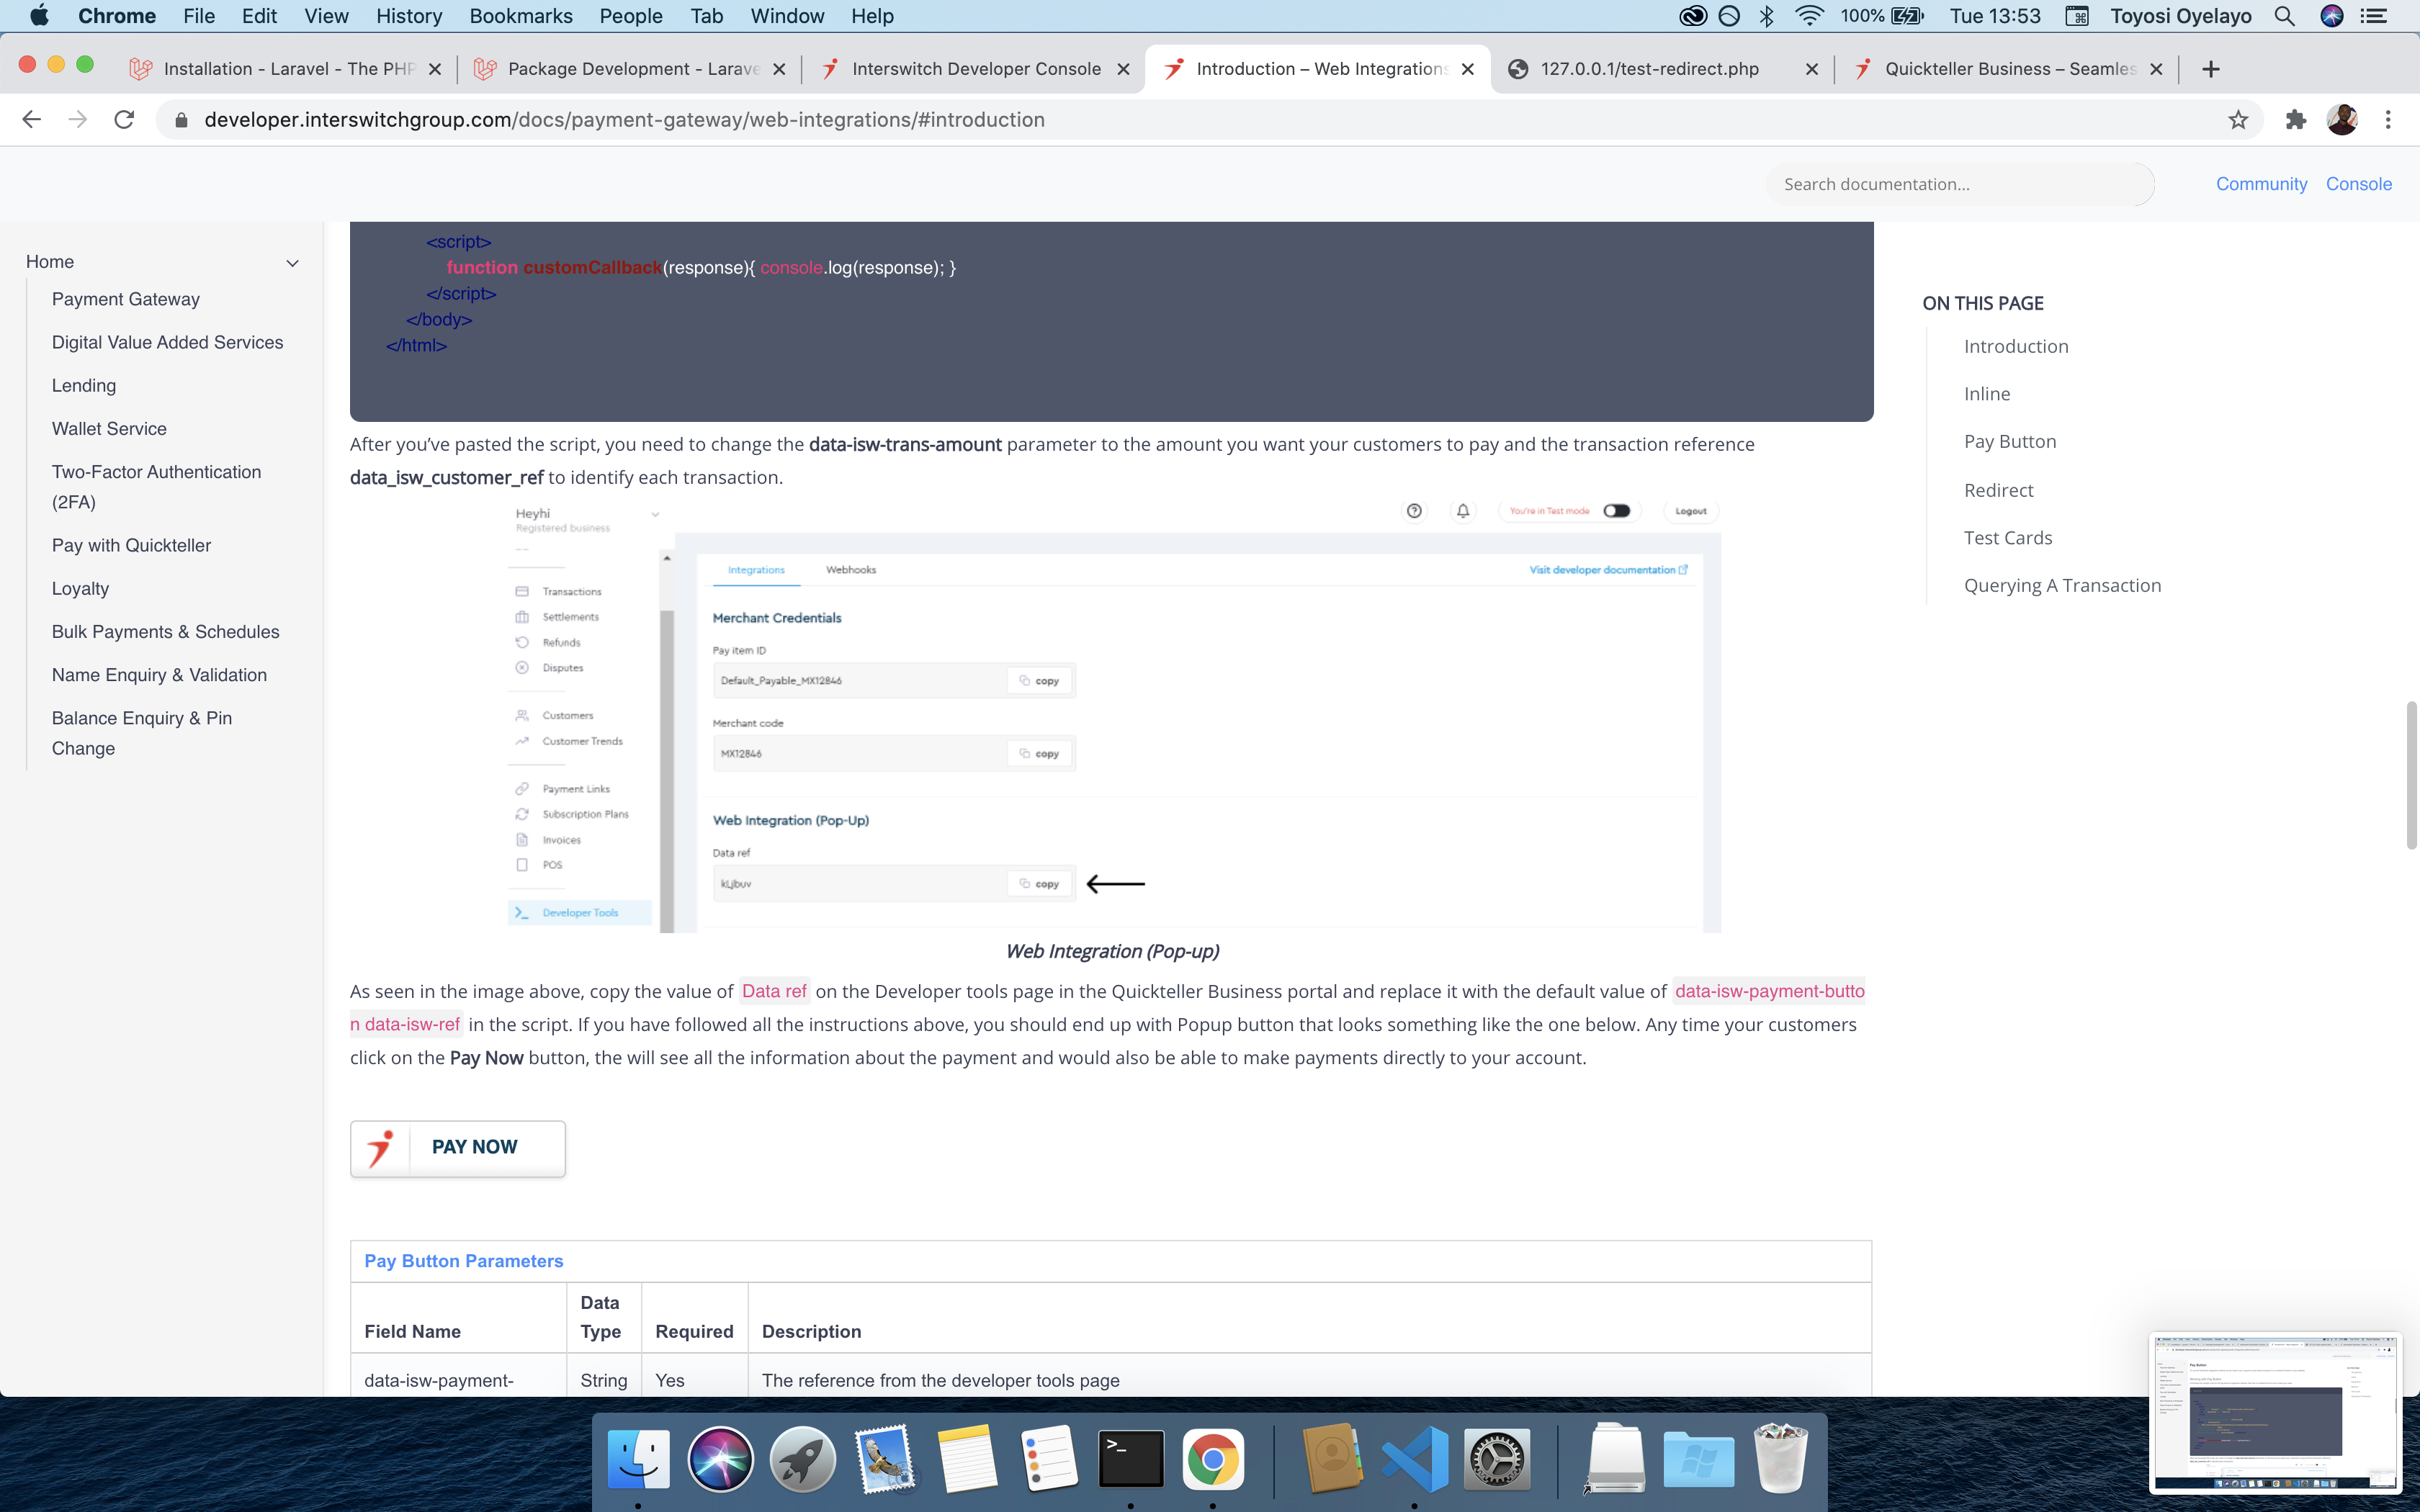 Chrome File Edit View History Bookmarks People Tab Window Help 100% Tue 13:53 Toyosi Oyelayo
Installation - Laravel - The PHP Package Development - Larave Interswitch Developer Console Introduction – Web Integrations 127.0.0.1/test-redirect.php Quickteller Business – Seamles
developer.interswitchgroup.com/docs/payment-gateway/web-integrations/#introduction
Search documentation...
Community Console
Home
Payment Gateway
Digital Value Added Services
Lending
Wallet Service
Two-Factor Authentication
(2FA)
Pay with Quickteller
Loyalty
Bulk Payments & Schedules
Name Enquiry & Validation
Balance Enquiry & Pin
Change
<script>
function customCallback(response){ console.log(response); }
</script>
</body>
</html>
After you’ve pasted the script, you need to change the data-isw-trans-amount parameter to the amount you want your customers to pay and the transaction reference
data_isw_customer_ref to identify each transaction.
Heyhi
Registered business
You're in Test mode
Logout
Transactions
Settlements
Refunds
Disputes
Customers
Customer Trends
Payment Links
Subscription Plans
Invoices
POS
Developer Tools
Integrations Webhooks Visit developer documentation
Merchant Credentials
Pay item ID
Default_Payable_MX12846 copy
Merchant code
MX12846 copy
Web Integration (Pop-Up)
Data ref
kLjbuv copy
Web Integration (Pop-up)
As seen in the image above, copy the value of Data ref on the Developer tools page in the Quickteller Business portal and replace it with the default value of data-isw-payment-butto
n data-isw-ref in the script. If you have followed all the instructions above, you should end up with Popup button that looks something like the one below. Any time your customers
click on the Pay Now button, the will see all the information about the payment and would also be able to make payments directly to your account.
PAY NOW
Pay Button Parameters
Field Name Data Type Required Description
data-isw-payment- String Yes The reference from the developer tools page
ON THIS PAGE
Introduction
Inline
Pay Button
Redirect
Test Cards
Querying A Transaction